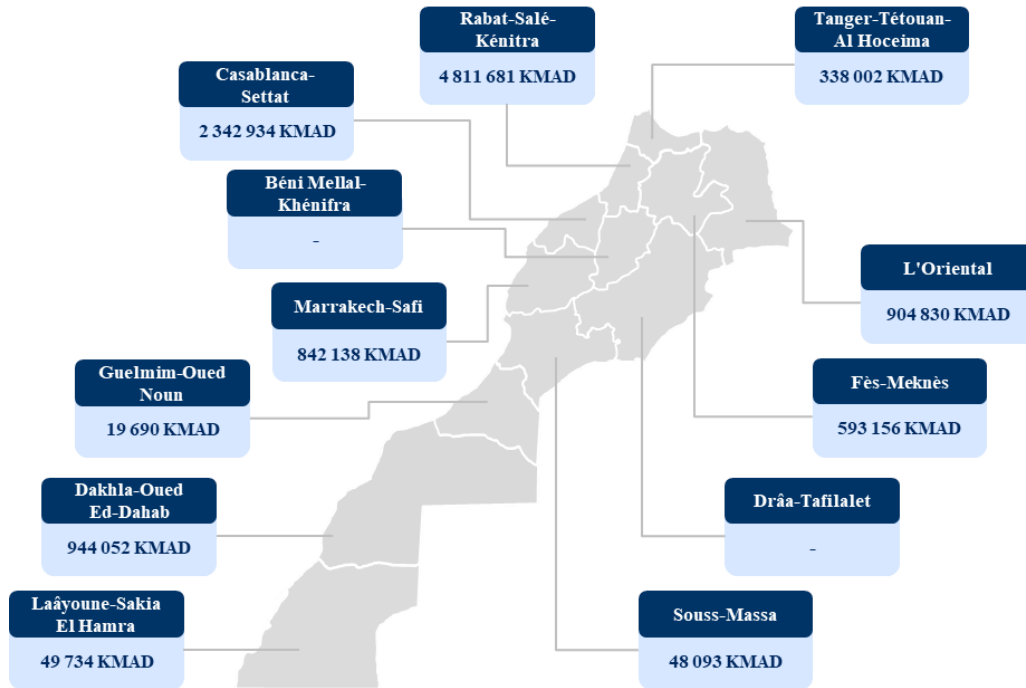 Rabat-Salé-
Kénitra
4 811 681 KMAD
Tanger-Tétouan-
Al Hoceima
338 002 KMAD
Casablanca-
Settat
2 342 934 KMAD
Béni Mellal-
Khénifra
-
L'Oriental
904 830 KMAD
Marrakech-Safi
842 138 KMAD
Guelmim-Oued
Noun
19 690 KMAD
Fès-Meknès
593 156 KMAD
Dakhla-Oued
Ed-Dahab
944 052 KMAD
Drâa-Tafilalet
-
Laâyoune-Sakia
El Hamra
49 734 KMAD
Souss-Massa
48 093 KMAD